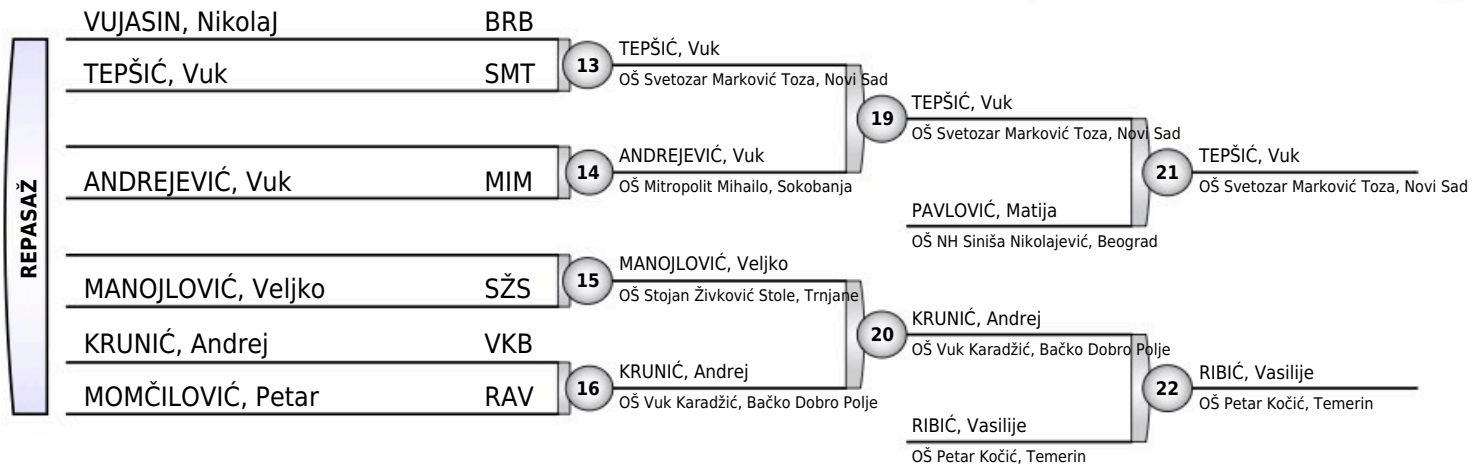 REPASAŽ
VUJASIN, NikolaJ BRB
TEPŠIĆ, Vuk SMT
ANDREJEVIĆ, Vuk MIM
MANOJLOVIĆ, Veljko SŽS
KRUNIĆ, Andrej VKB
MOMČILOVIĆ, Petar RAV
13
TEPŠIĆ, Vuk
OŠ Svetozar Marković Toza, Novi Sad
14
ANDREJEVIĆ, Vuk
OŠ Mitropolit Mihailo, Sokobanja
15
MANOJLOVIĆ, Veljko
OŠ Stojan Živković Stole, Trnjane
16
KRUNIĆ, Andrej
OŠ Vuk Karadžić, Bačko Dobro Polje
19
TEPŠIĆ, Vuk
OŠ Svetozar Marković Toza, Novi Sad
PAVLOVIĆ, Matija
OŠ NH Siniša Nikolajević, Beograd
20
KRUNIĆ, Andrej
OŠ Vuk Karadžić, Bačko Dobro Polje
RIBIĆ, Vasilije
OŠ Petar Kočić, Temerin
21
TEPŠIĆ, Vuk
OŠ Svetozar Marković Toza, Novi Sad
22
RIBIĆ, Vasilije
OŠ Petar Kočić, Temerin